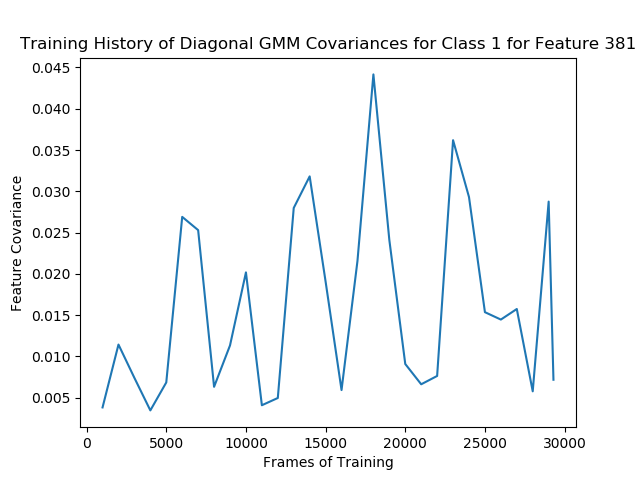 Training History of Diagonal GMM Covariances for Class 1 for Feature 381
0.045
0.040
0.035
0.030
0.025
0.020
0.015
0.010
0.005
Feature Covariance
0 5000 10000 15000 20000 25000 30000
Frames of Training